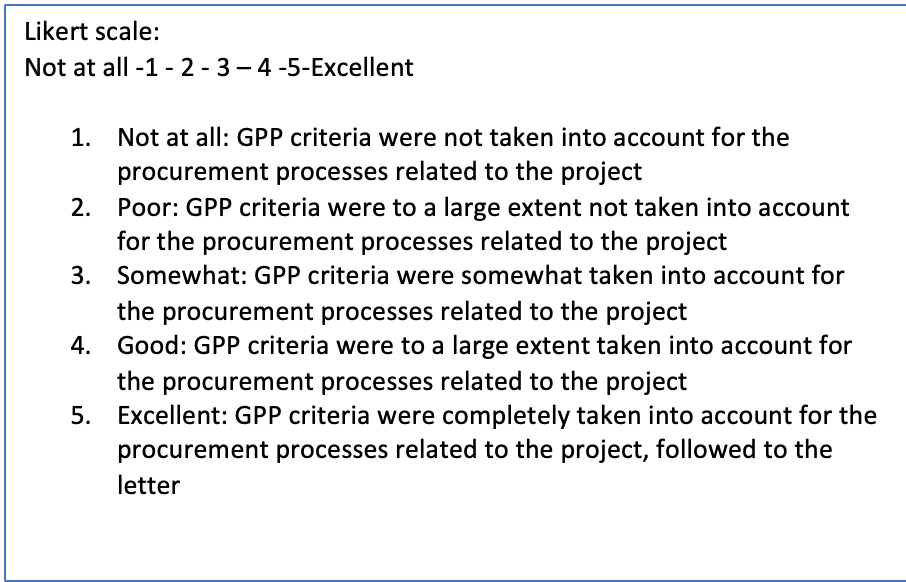 Likert scale:
Not at all -1 - 2 - 3 – 4 -5-Excellent
1. Not at all: GPP criteria were not taken into account for the
procurement processes related to the project
2. Poor: GPP criteria were to a large extent not taken into account
for the procurement processes related to the project
3. Somewhat: GPP criteria were somewhat taken into account for
the procurement processes related to the project
4. Good: GPP criteria were to a large extent taken into account for
the procurement processes related to the project
5. Excellent: GPP criteria were completely taken into account for the
procurement processes related to the project, followed to the
letter